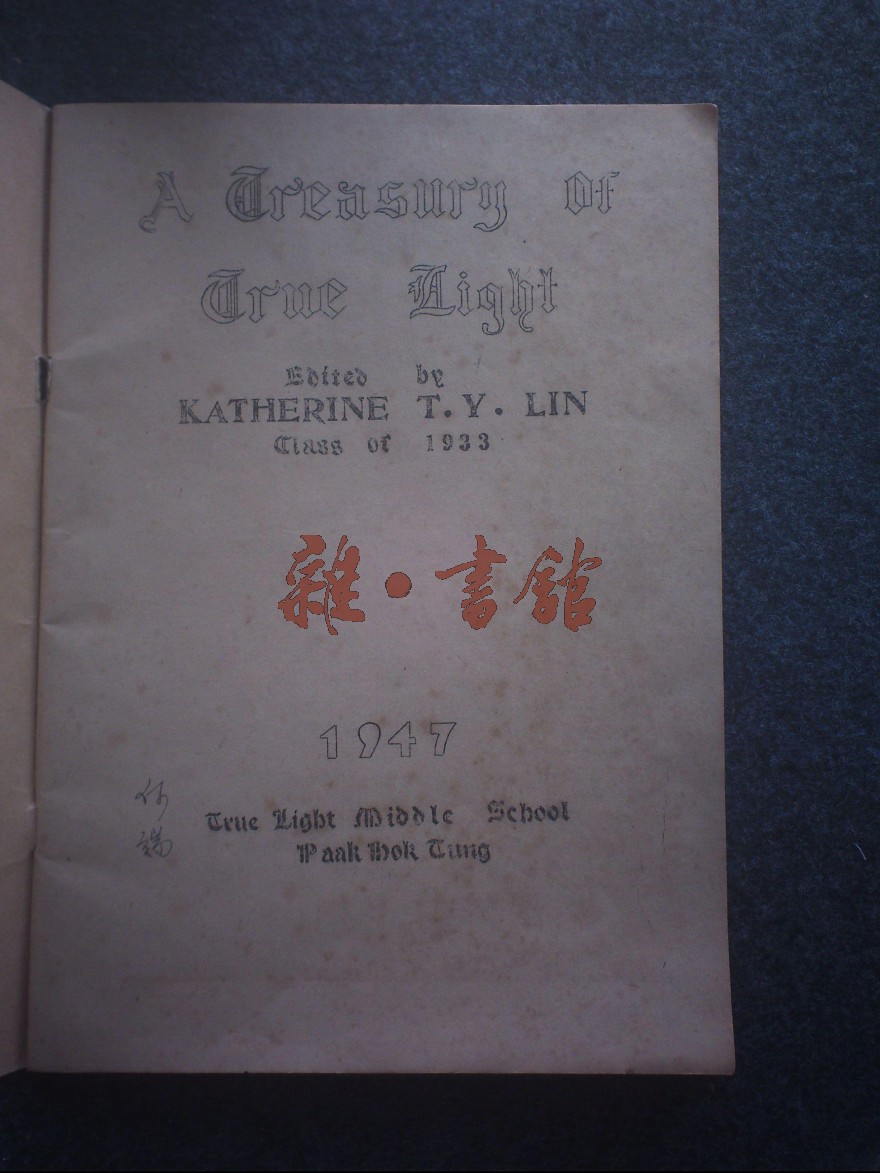 A Treasury of
True Light
Edited by
KATHERINE T. Y. LIN
Class of 1933
雜·書館
1947
True Light Middle School
Paak Hok Tung